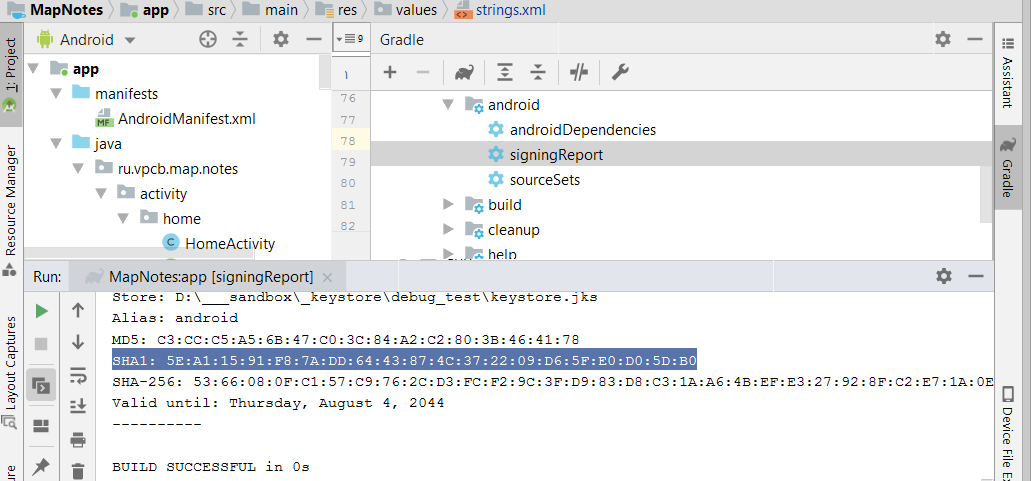 MapNotes app src main res values strings.xml
Android
9
Gradle
1: Project
Resource Manager
Layout Captures
app
manifests
AndroidManifest.xml
java
ru.vpcb.map.notes
activity
home
HomeActivity
1
76
77
78
79
80
81
82
android
androidDependencies
signingReport
sourceSets
build
cleanup
help
Assistant
Gradle
Device File Ex
Run: MapNotes:app [signingReport]
Store: D:\___sandbox\_keystore\debug_test\keystore.jks
Alias: android
MD5: C3:CC:C5:A5:6B:47:C0:3C:84:A2:C2:80:3B:46:41:78
SHA1: 5E:A1:15:91:F8:7A:DD:64:43:87:4C:37:22:09:D6:5F:E0:D0:5D:B0
SHA-256: 53:66:08:0F:C1:57:C9:76:2C:D3:FC:F2:9C:3F:D9:83:D8:C3:1A:A6:4B:EF:E3:27:92:8F:C2:E7:1A:0E
Valid until: Thursday, August 4, 2044
----------
BUILD SUCCESSFUL in 0s